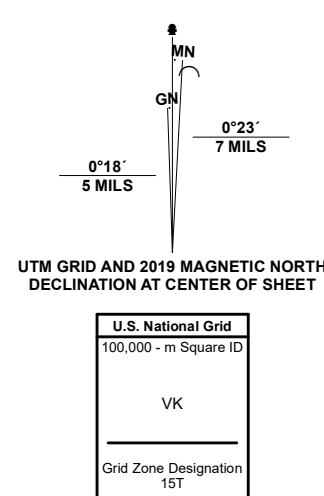 MN
GN
0°23´
7 MILS
0°18´
5 MILS
UTM GRID AND 2019 MAGNETIC NORTH
DECLINATION AT CENTER OF SHEET
U.S. National Grid
100,000 - m Square ID
VK
Grid Zone Designation
15T